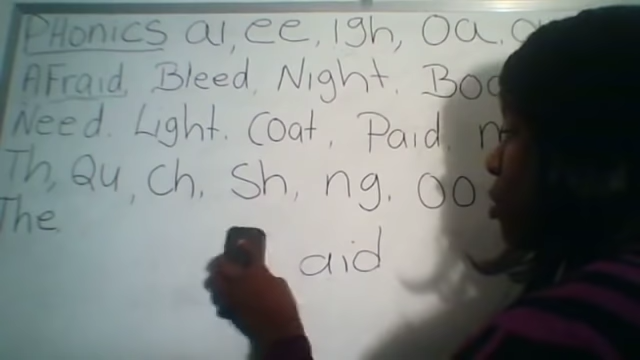 PHonics ai, ee, igh, oa.
AFraid. Bleed. Night.
Need. Light. Coat, Paid.
Th, Qu, Ch, Sh, ng. oo
The
aid